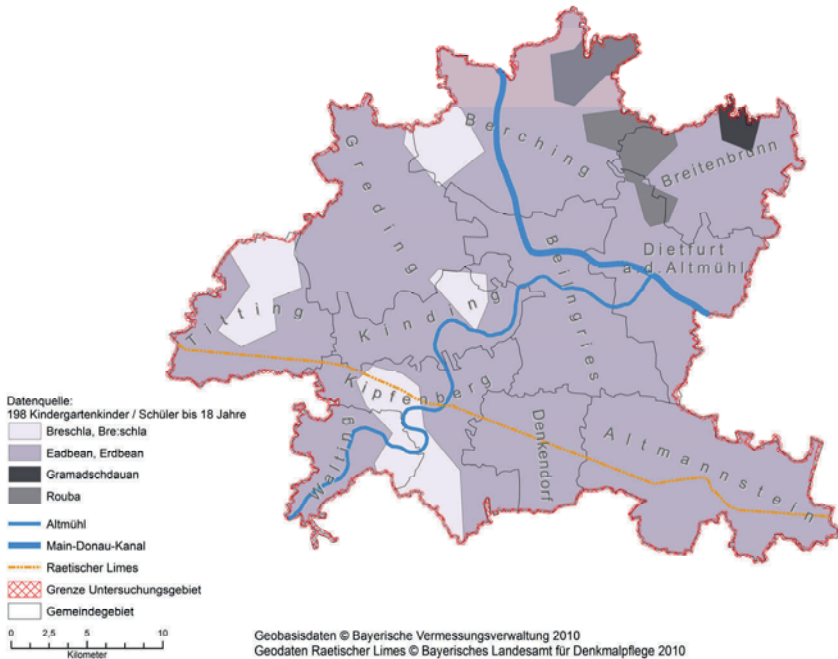 Berching
Breitenbrunn
Greding
Dietfurt
a.d.Altmühl
Beilngries
Titting
Kinding
Kipfenberg
Walting
Denkendorf
Altmannstein
Datenquelle:
198 Kindergartenkinder / Schüler bis 18 Jahre
Breschla, Bre:schla
Eadbean, Erdbean
Gramadschdauan
Rouba
Altmühl
Main-Donau-Kanal
Raetischer Limes
Grenze Untersuchungsgebiet
Gemeindegebiet
0 2,5 5 10
Kilometer
Geobasisdaten © Bayerische Vermessungsverwaltung 2010
Geodaten Raetischer Limes © Bayerisches Landesamt für Denkmalpflege 2010